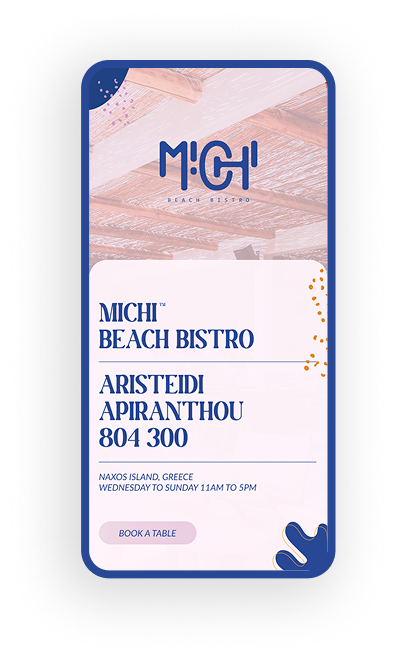 MICHI
BEACH BISTRO
MICHI™
BEACH BISTRO
ARISTEIDI
APIRANTHOU
804 300
NAXOS ISLAND, GREECE
WEDNESDAY TO SUNDAY 11AM TO 5PM
BOOK A TABLE